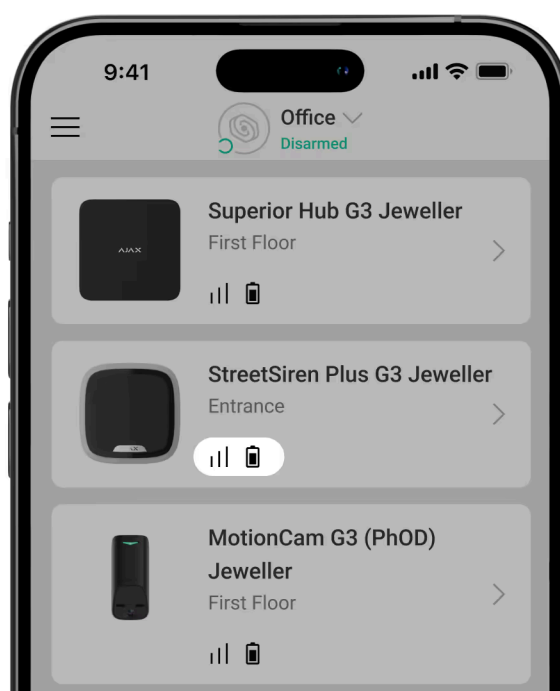 9:41
Office
Disarmed
Superior Hub G3 Jeweller
First Floor
AJAX
StreetSiren Plus G3 Jeweller
Entrance
MotionCam G3 (PhOD)
Jeweller
First Floor